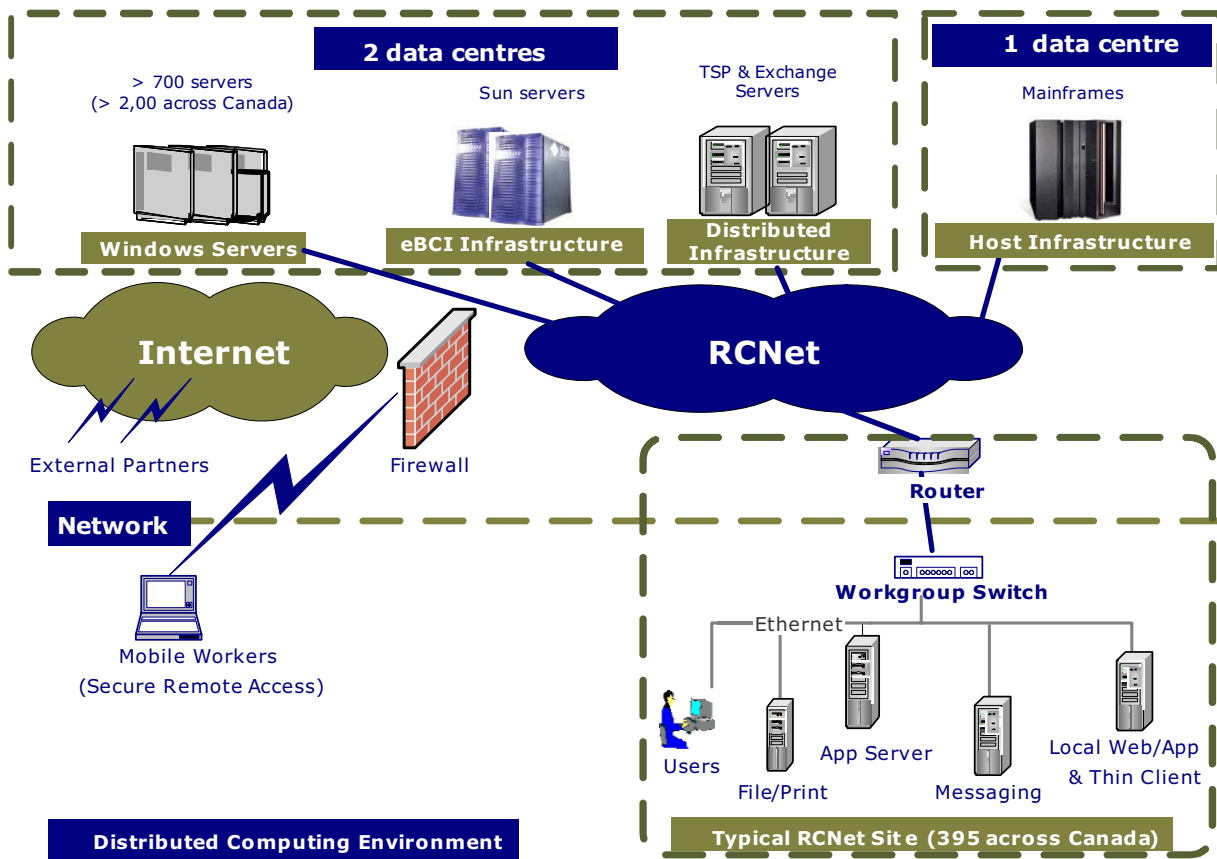 2 data centres
1 data centre
> 700 servers
(> 2,00 across Canada)
Sun servers
TSP & Exchange
Servers
Mainframes
Windows Servers
eBCI Infrastructure
Distributed
Infrastructure
Host Infrastructure
Internet
RCNet
External Partners
Firewall
Router
Network
Workgroup Switch
Ethernet
Mobile Workers
(Secure Remote Access)
Users
File/Print
App Server
Messaging
Local Web/App
& Thin Client
Distributed Computing Environment
Typical RCNet Site (395 across Canada)